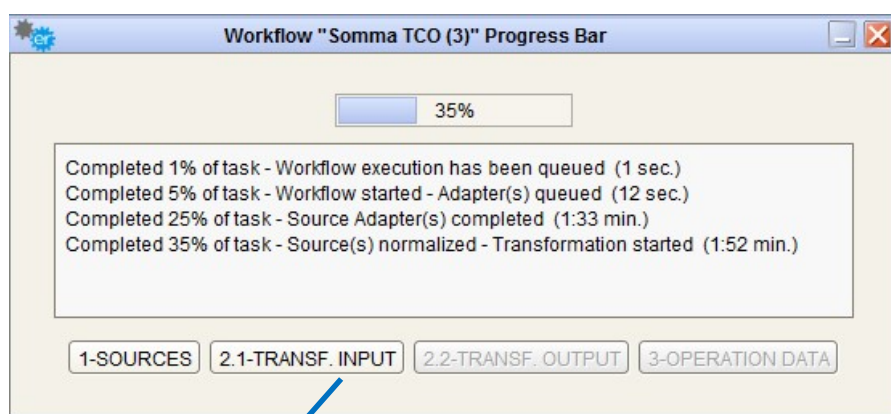 er
Workflow "Somma TCO (3)" Progress Bar
35%
Completed 1% of task - Workflow execution has been queued (1 sec.)
Completed 5% of task - Workflow started - Adapter(s) queued (12 sec.)
Completed 25% of task - Source Adapter(s) completed (1:33 min.)
Completed 35% of task - Source(s) normalized - Transformation started (1:52 min.)
1-SOURCES 2.1-TRANSF. INPUT 2.2-TRANSF. OUTPUT 3-OPERATION DATA